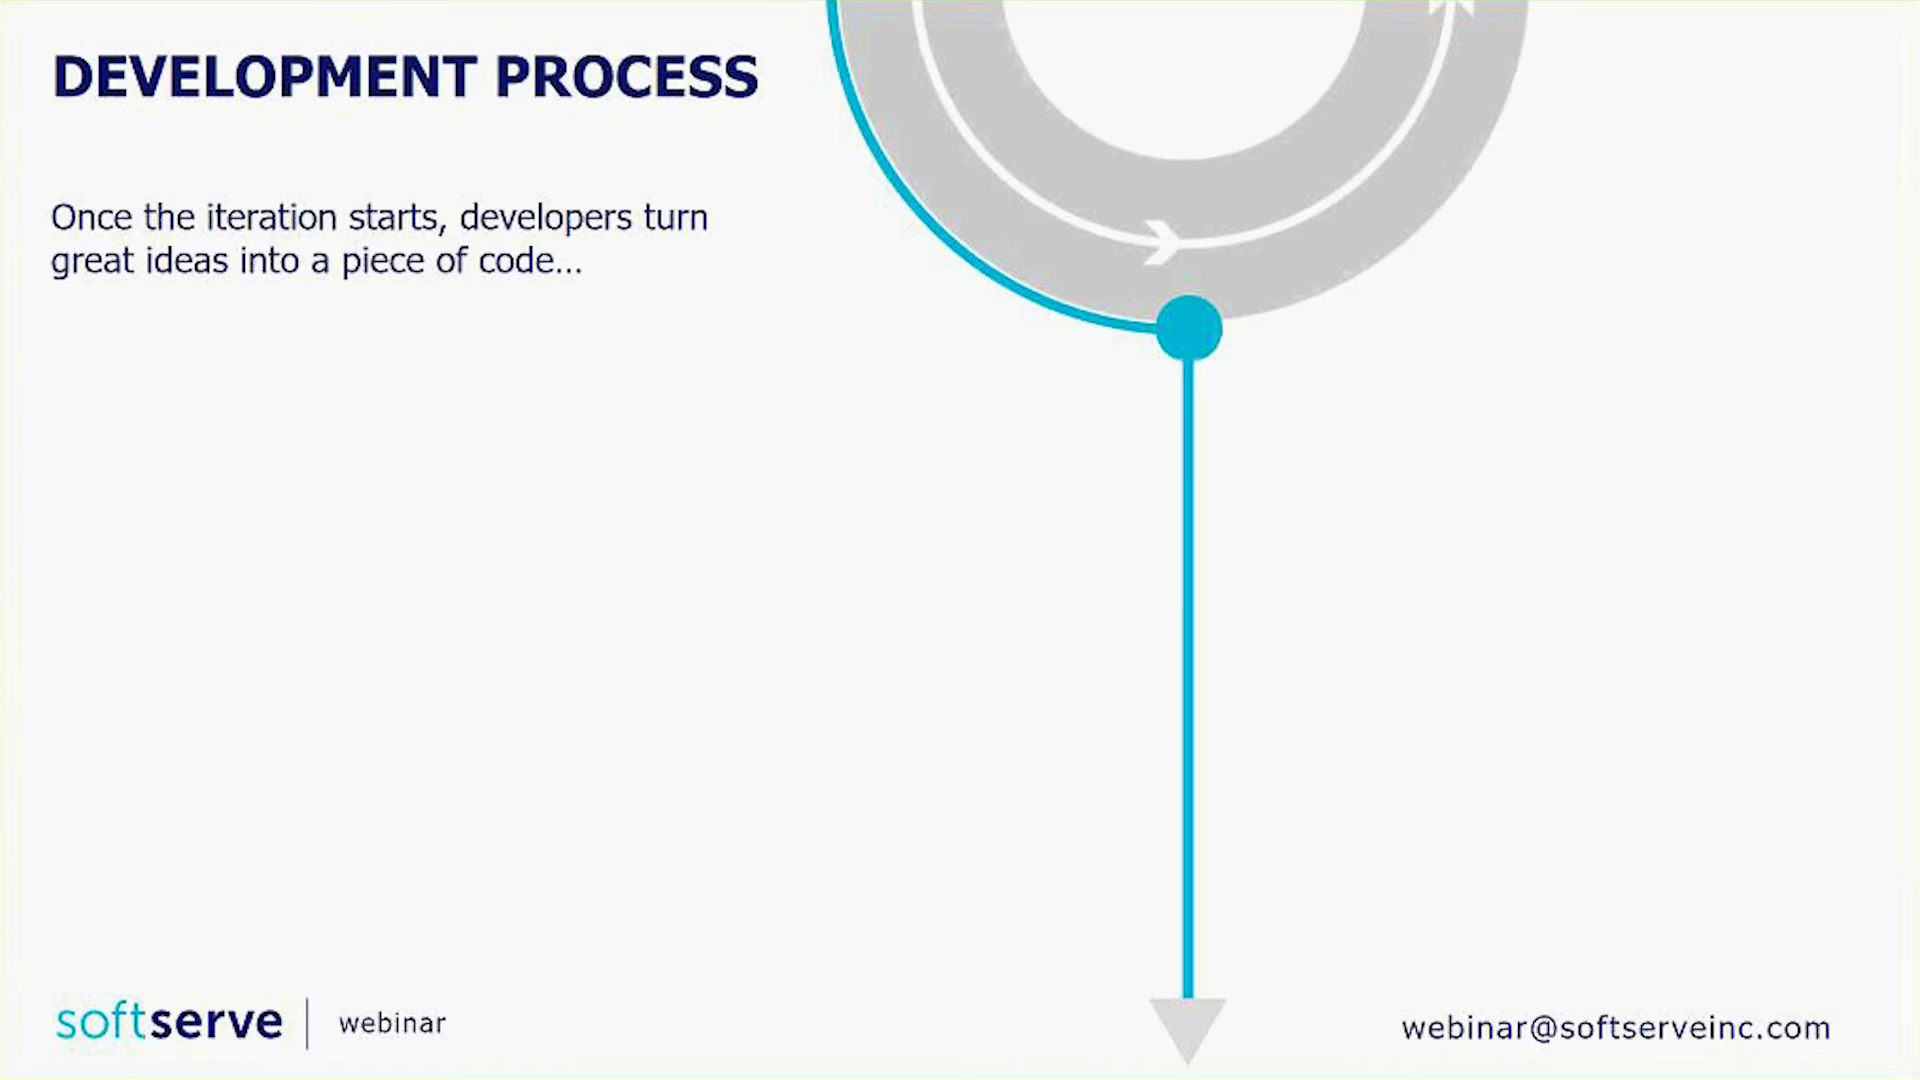 DEVELOPMENT PROCESS
Once the iteration starts, developers turn
great ideas into a piece of code...
softserve | webinar
webinar@softserveinc.com